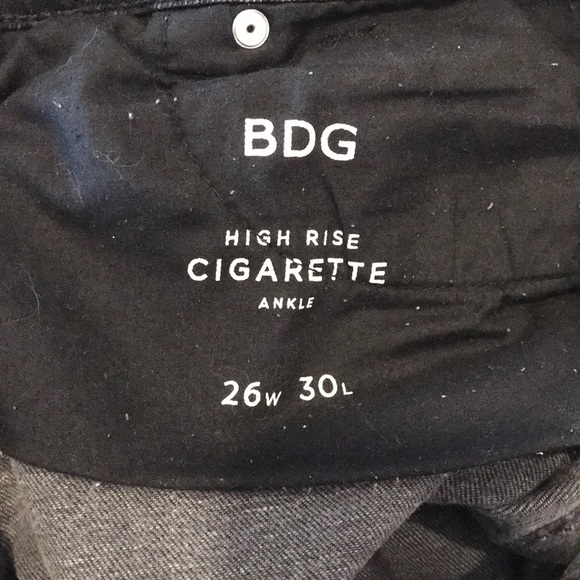 BDG
HIGH RISE
CIGARETTE
ANKLE
26W 30L